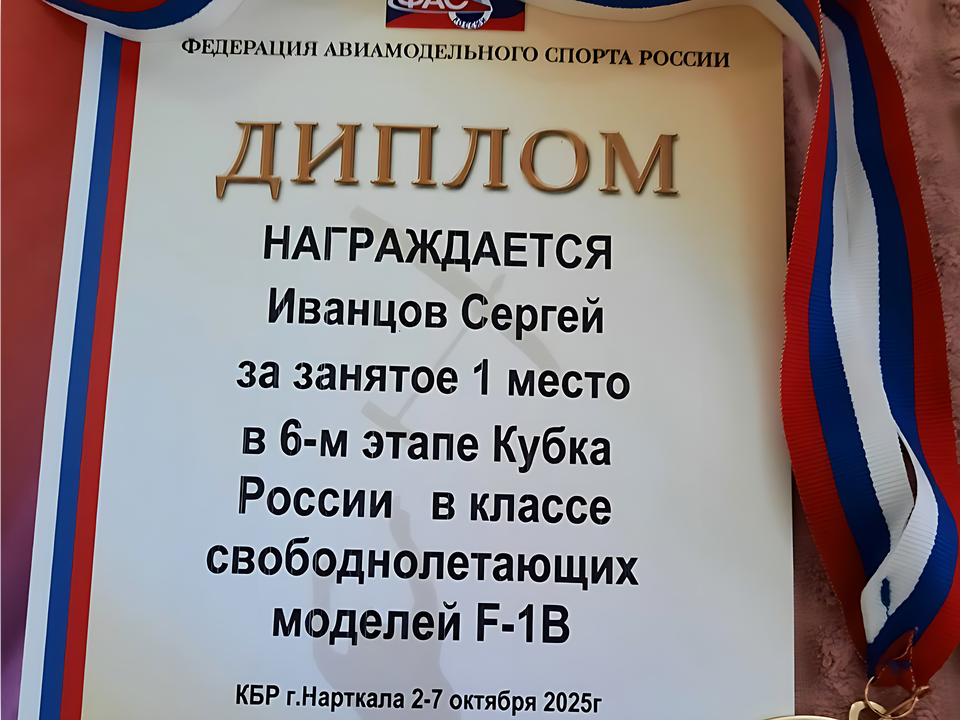 ФАС
РОССИИ
ФЕДЕРАЦИЯ АВИАМОДЕЛЬНОГО СПОРТА РОССИИ
ДИПЛОМ
НАГРАЖДАЕТСЯ
Иванцов Сергей
за занятое 1 место
в 6-м этапе Кубка
России в классе
свободнолетающих
моделей F-1B
КБР г.Нарткала 2-7 октября 2025г